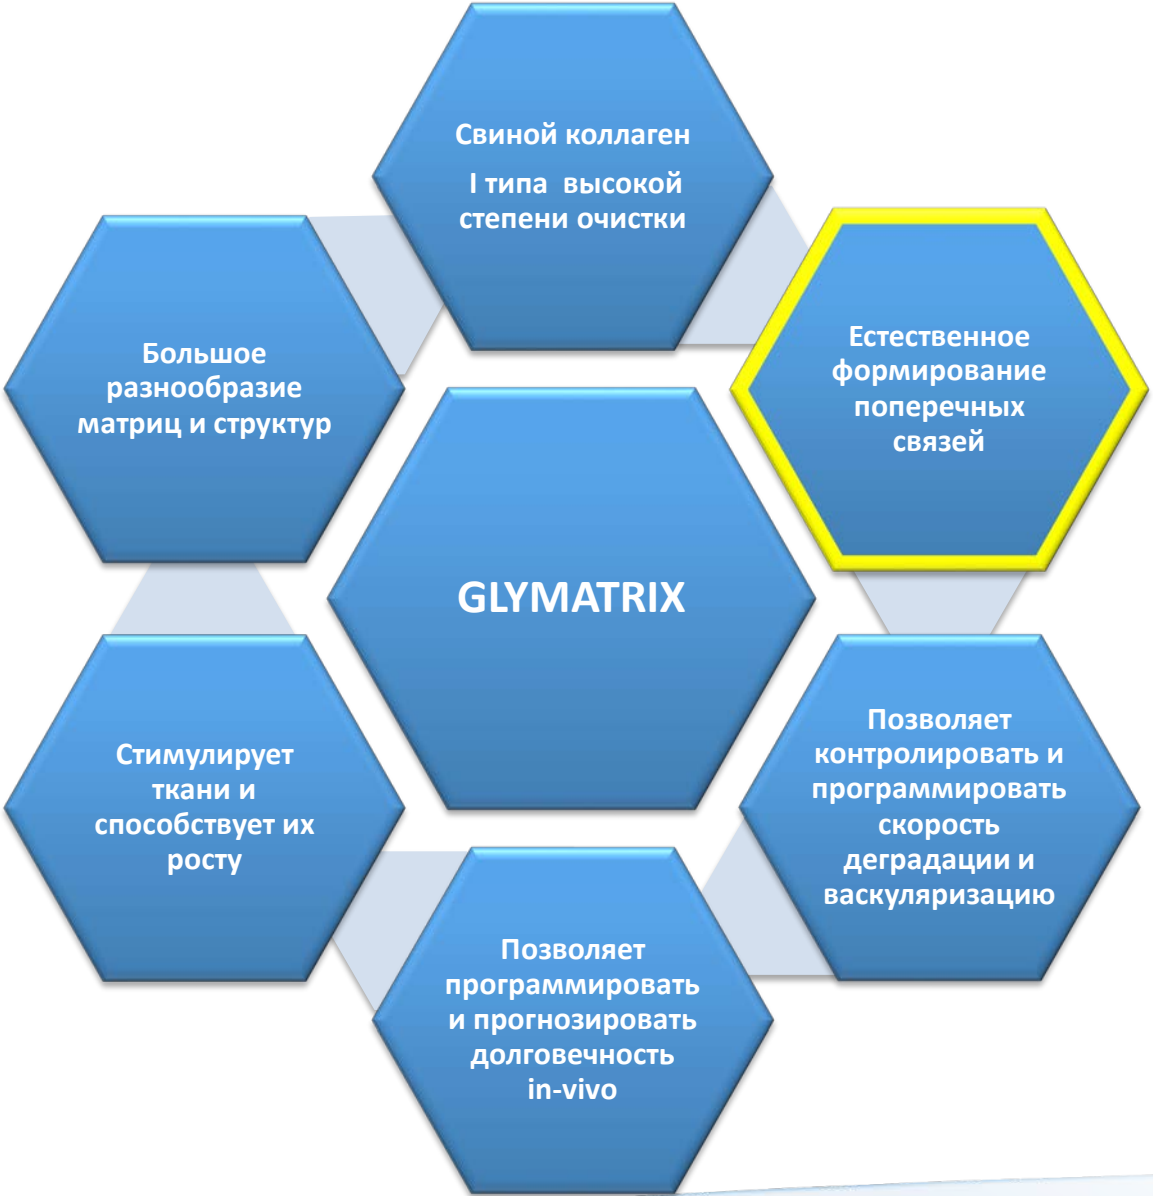 Свиной коллаген
I типа высокой
степени очистки
Естественное
формирование
поперечных
связей
Большое
разнообразие
матриц и структур
GLYMATRIX
Позволяет
контролировать и
программировать
скорость
деградации и
васкуляризацию
Стимулирует
ткани и
способствует их
росту
Позволяет
программировать
и прогнозировать
долговечность
in-vivo